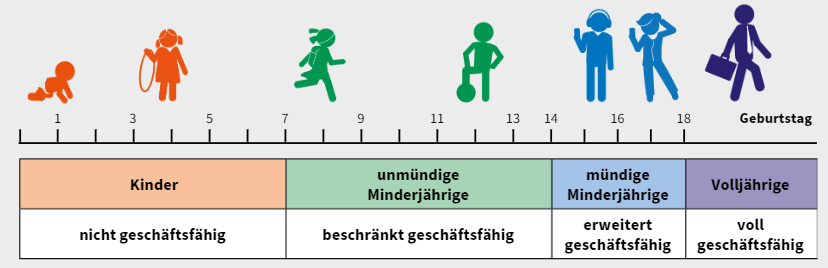 1 3 5 7 9 11 13 14 16 18 Geburtstag
Kinder
unmündige
Minderjährige
mündige
Minderjährige
Volljährige
nicht geschäftsfähig
beschränkt geschäftsfähig
erweitert
geschäftsfähig
voll
geschäftsfähig